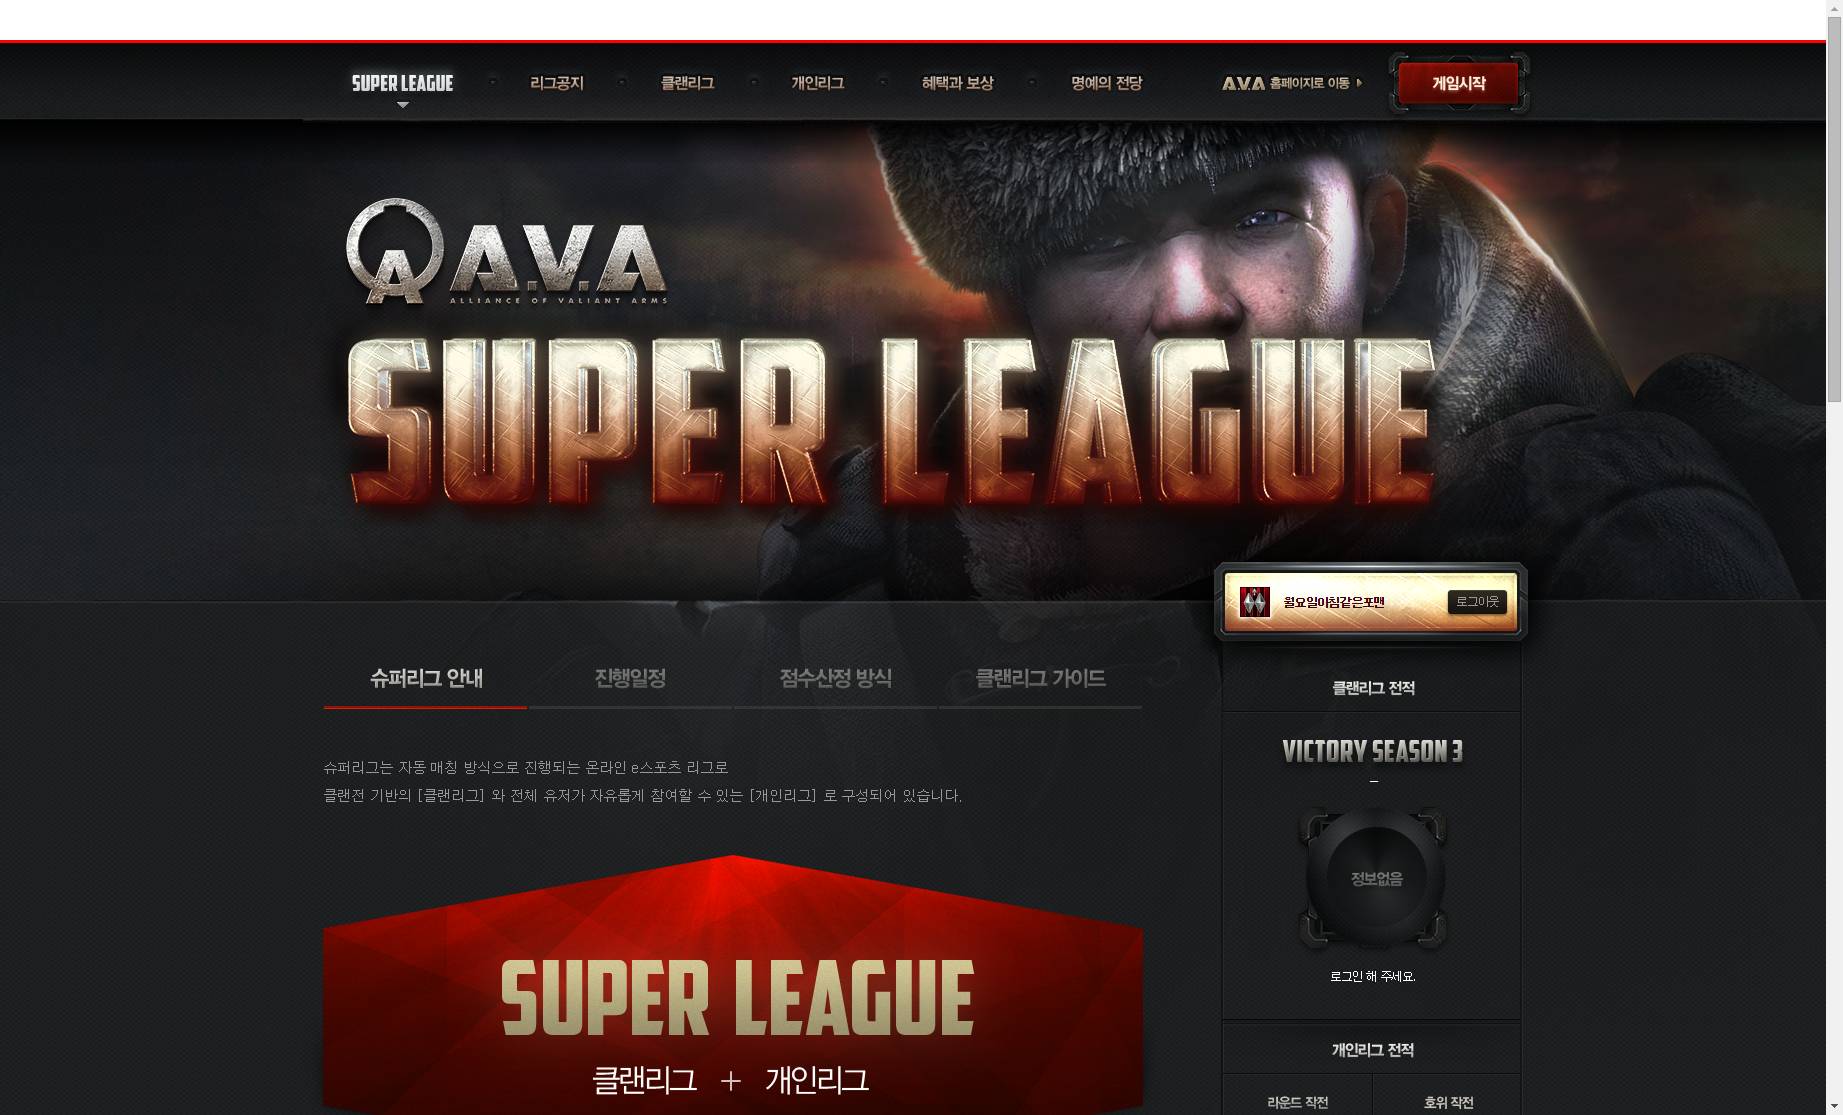 SUPER LEAGUE
리그공지
클랜리그
개인리그
혜택과 보상
명예의 전당
A.V.A 홈페이지로 이동
게임시작
A.V.A
ALLIANCE OF VALIANT ARMS
SUPER LEAGUE
월요일아침같은포맨
로그아웃
슈퍼리그 안내
진행일정
점수산정 방식
클랜리그 가이드
슈퍼리그는 자동 매칭 방식으로 진행되는 온라인 e스포츠 리그로
클랜전 기반의 [클랜리그] 와 전체 유저가 자유롭게 참여할 수 있는 [개인리그] 로 구성되어 있습니다.
SUPER LEAGUE
클랜리그 + 개인리그
클랜리그 전적
VICTORY SEASON 3
정보없음
로그인 해 주세요.
개인리그 전적
라운드 작전
호위 작전